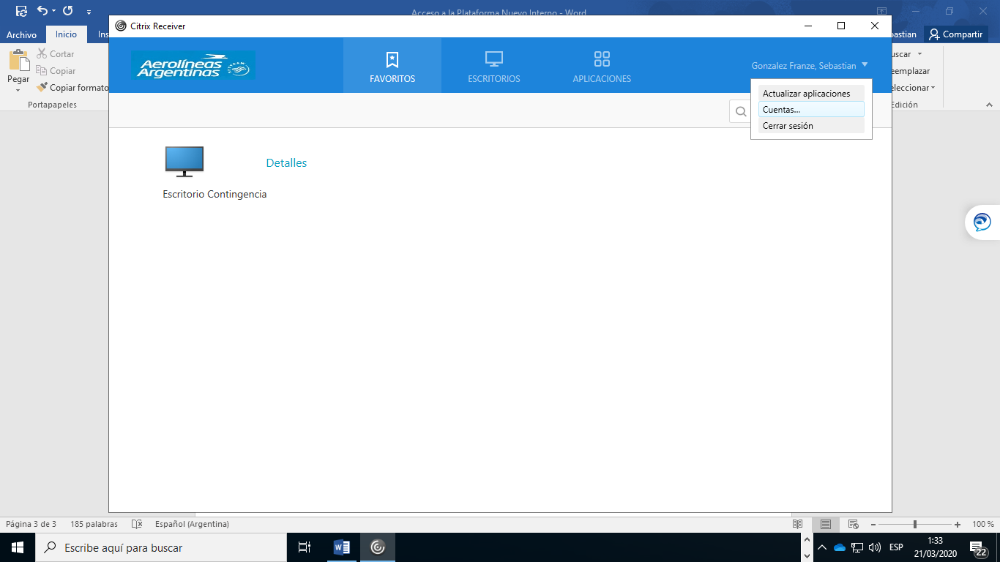 Acceso a la Plataforma Nuevo Interno - Word
Archivo
Inicio
Ins
bastian
Compartir
Pegar
Cortar
Copiar
Copiar formato
Portapapeles
uscar
eemplazar
eleccionar
Edición
Citrix Receiver
Aerolíneas
Argentinas
FAVORITOS
ESCRITORIOS
APLICACIONES
Gonzalez Franze, Sebastian
Actualizar aplicaciones
Cuentas...
Cerrar sesión
Detalles
Escritorio Contingencia
Página 3 de 3
185 palabras
Español (Argentina)
100 %
Escribe aquí para buscar
ESP
1:33
21/03/2020
22